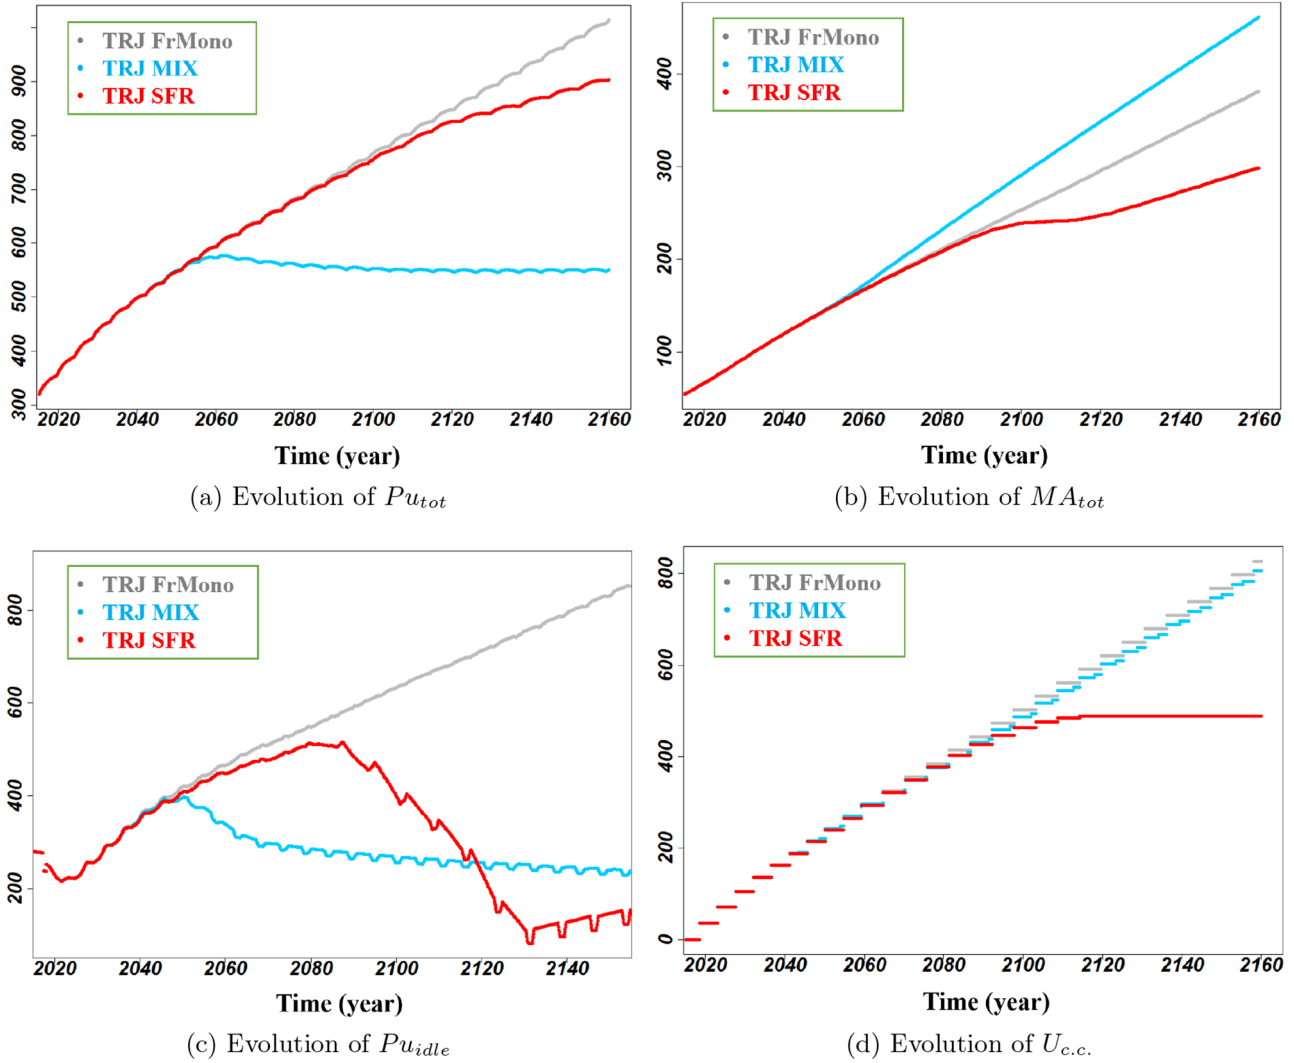 TRJ FrMono
TRJ MIX
TRJ SFR
900
800
700
600
500
400
300
2020 2040 2060 2080 2100 2120 2140 2160
Time (year)
(a) Evolution of Pu_tot
TRJ FrMono
TRJ MIX
TRJ SFR
400
300
200
100
2020 2040 2060 2080 2100 2120 2140 2160
Time (year)
(b) Evolution of MA_tot
TRJ FrMono
TRJ MIX
TRJ SFR
800
600
400
200
2020 2040 2060 2080 2100 2120 2140
Time (year)
(c) Evolution of Pu_idle
TRJ FrMono
TRJ MIX
TRJ SFR
800
600
400
200
0
2020 2040 2060 2080 2100 2120 2140 2160
Time (year)
(d) Evolution of U_c.c.